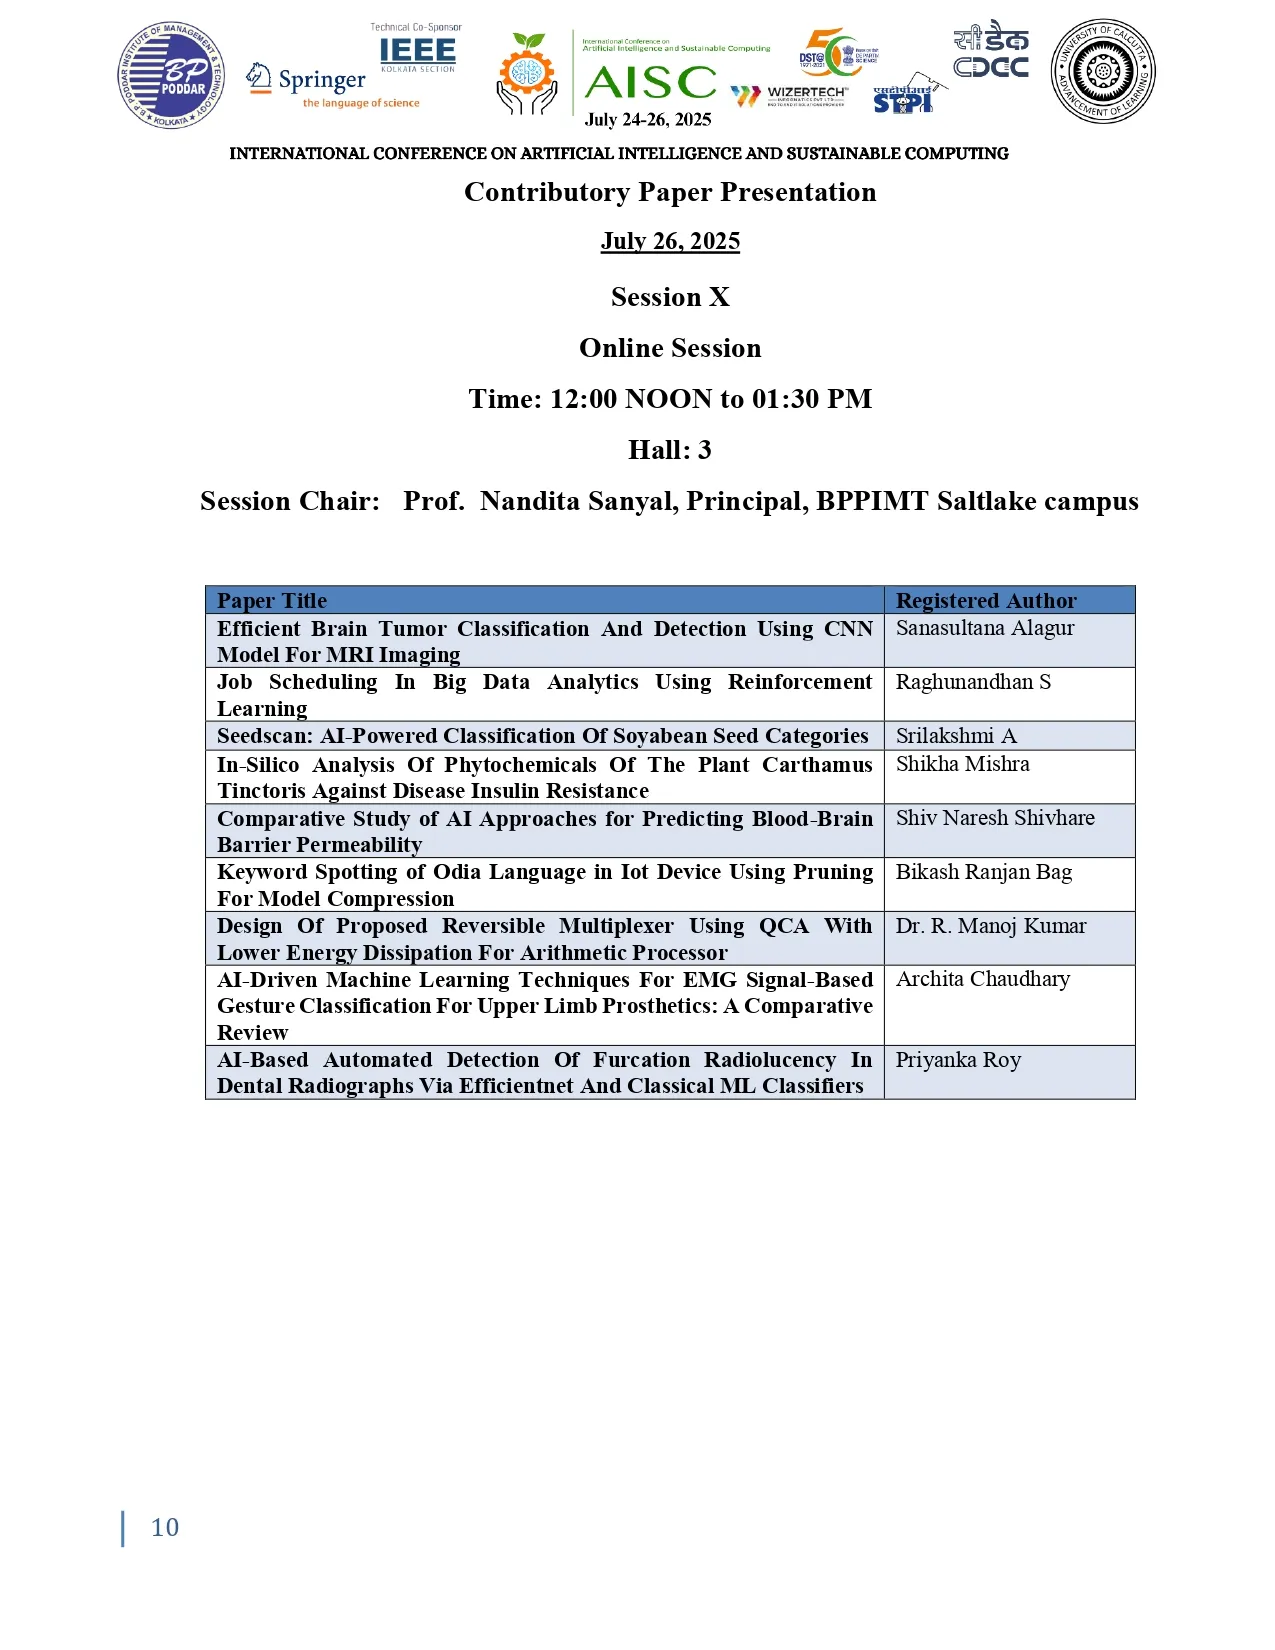 B.P. PODDAR INSTITUTE OF MANAGEMENT & TECHNOLOGY
BP
PODDAR
KOLKATA
Springer
the language of science
Technical Co-Sponsor
IEEE
KOLKATA SECTION
International Conference on
Artificial Intelligence and Sustainable Computing
AISC
July 24-26, 2025
DST@
1971-2021
WIZERTECH
एसटीपीआई
STPI
सी डैक
CDCC
UNIVERSITY OF CALCUTTA
ADVANCEMENT OF LEARNING
INTERNATIONAL CONFERENCE ON ARTIFICIAL INTELLIGENCE AND SUSTAINABLE COMPUTING
Contributory Paper Presentation
July 26, 2025
Session X
Online Session
Time: 12:00 NOON to 01:30 PM
Hall: 3
Session Chair: Prof. Nandita Sanyal, Principal, BPPIMT Saltlake campus
Paper Title Registered Author
Efficient Brain Tumor Classification And Detection Using CNN Sanasultana Alagur
Model For MRI Imaging
Job Scheduling In Big Data Analytics Using Reinforcement Raghunandhan S
Learning
Seedscan: AI-Powered Classification Of Soyabean Seed Categories Srilakshmi A
In-Silico Analysis Of Phytochemicals Of The Plant Carthamus Shikha Mishra
Tinctoris Against Disease Insulin Resistance
Comparative Study of AI Approaches for Predicting Blood-Brain Shiv Naresh Shivhare
Barrier Permeability
Keyword Spotting of Odia Language in Iot Device Using Pruning Bikash Ranjan Bag
For Model Compression
Design Of Proposed Reversible Multiplexer Using QCA With Dr. R. Manoj Kumar
Lower Energy Dissipation For Arithmetic Processor
AI-Driven Machine Learning Techniques For EMG Signal-Based Archita Chaudhary
Gesture Classification For Upper Limb Prosthetics: A Comparative
Review
AI-Based Automated Detection Of Furcation Radiolucency In Priyanka Roy
Dental Radiographs Via Efficientnet And Classical ML Classifiers
10